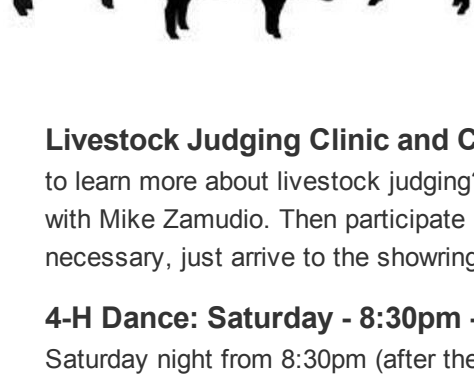 Livestock Judging Clinic and C
to learn more about livestock judging?
with Mike Zamudio. Then participate
necessary, just arrive to the showring
4-H Dance: Saturday - 8:30pm -
Saturday night from 8:30pm (after the